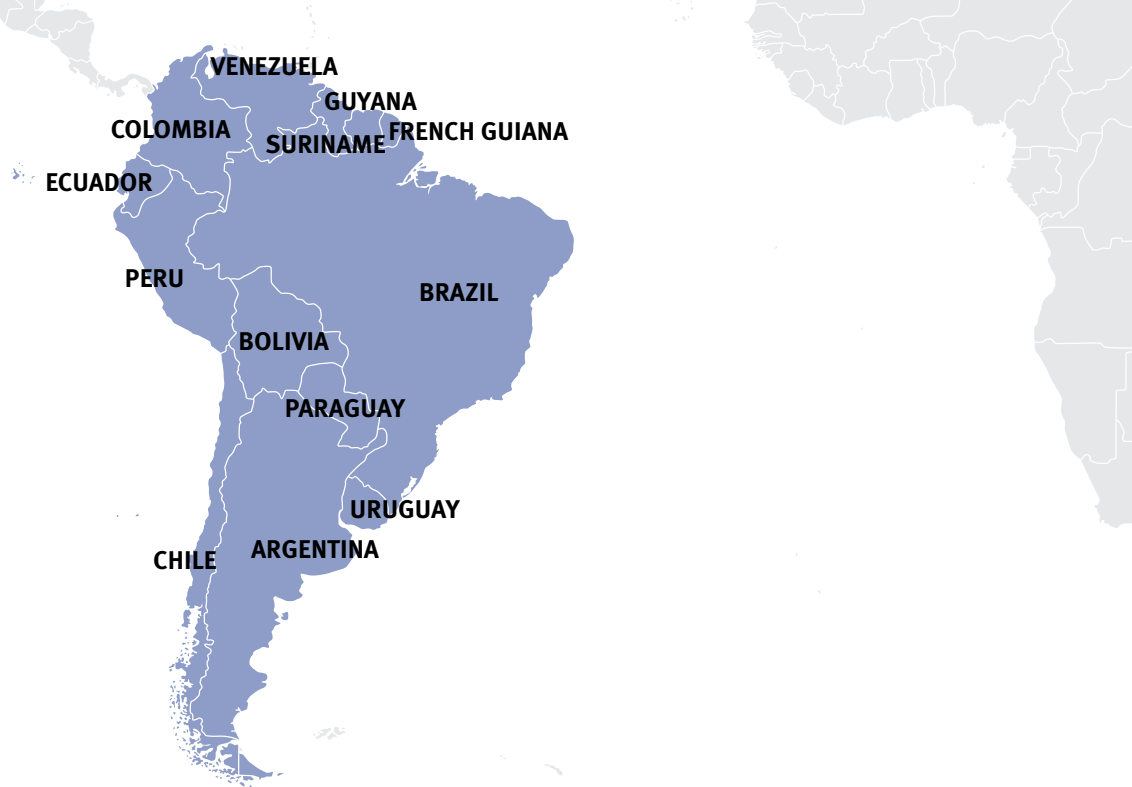 VENEZUELA
GUYANA
COLOMBIA
FRENCH GUIANA
SURINAME
ECUADOR
PERU
BRAZIL
BOLIVIA
PARAGUAY
URUGUAY
ARGENTINA
CHILE